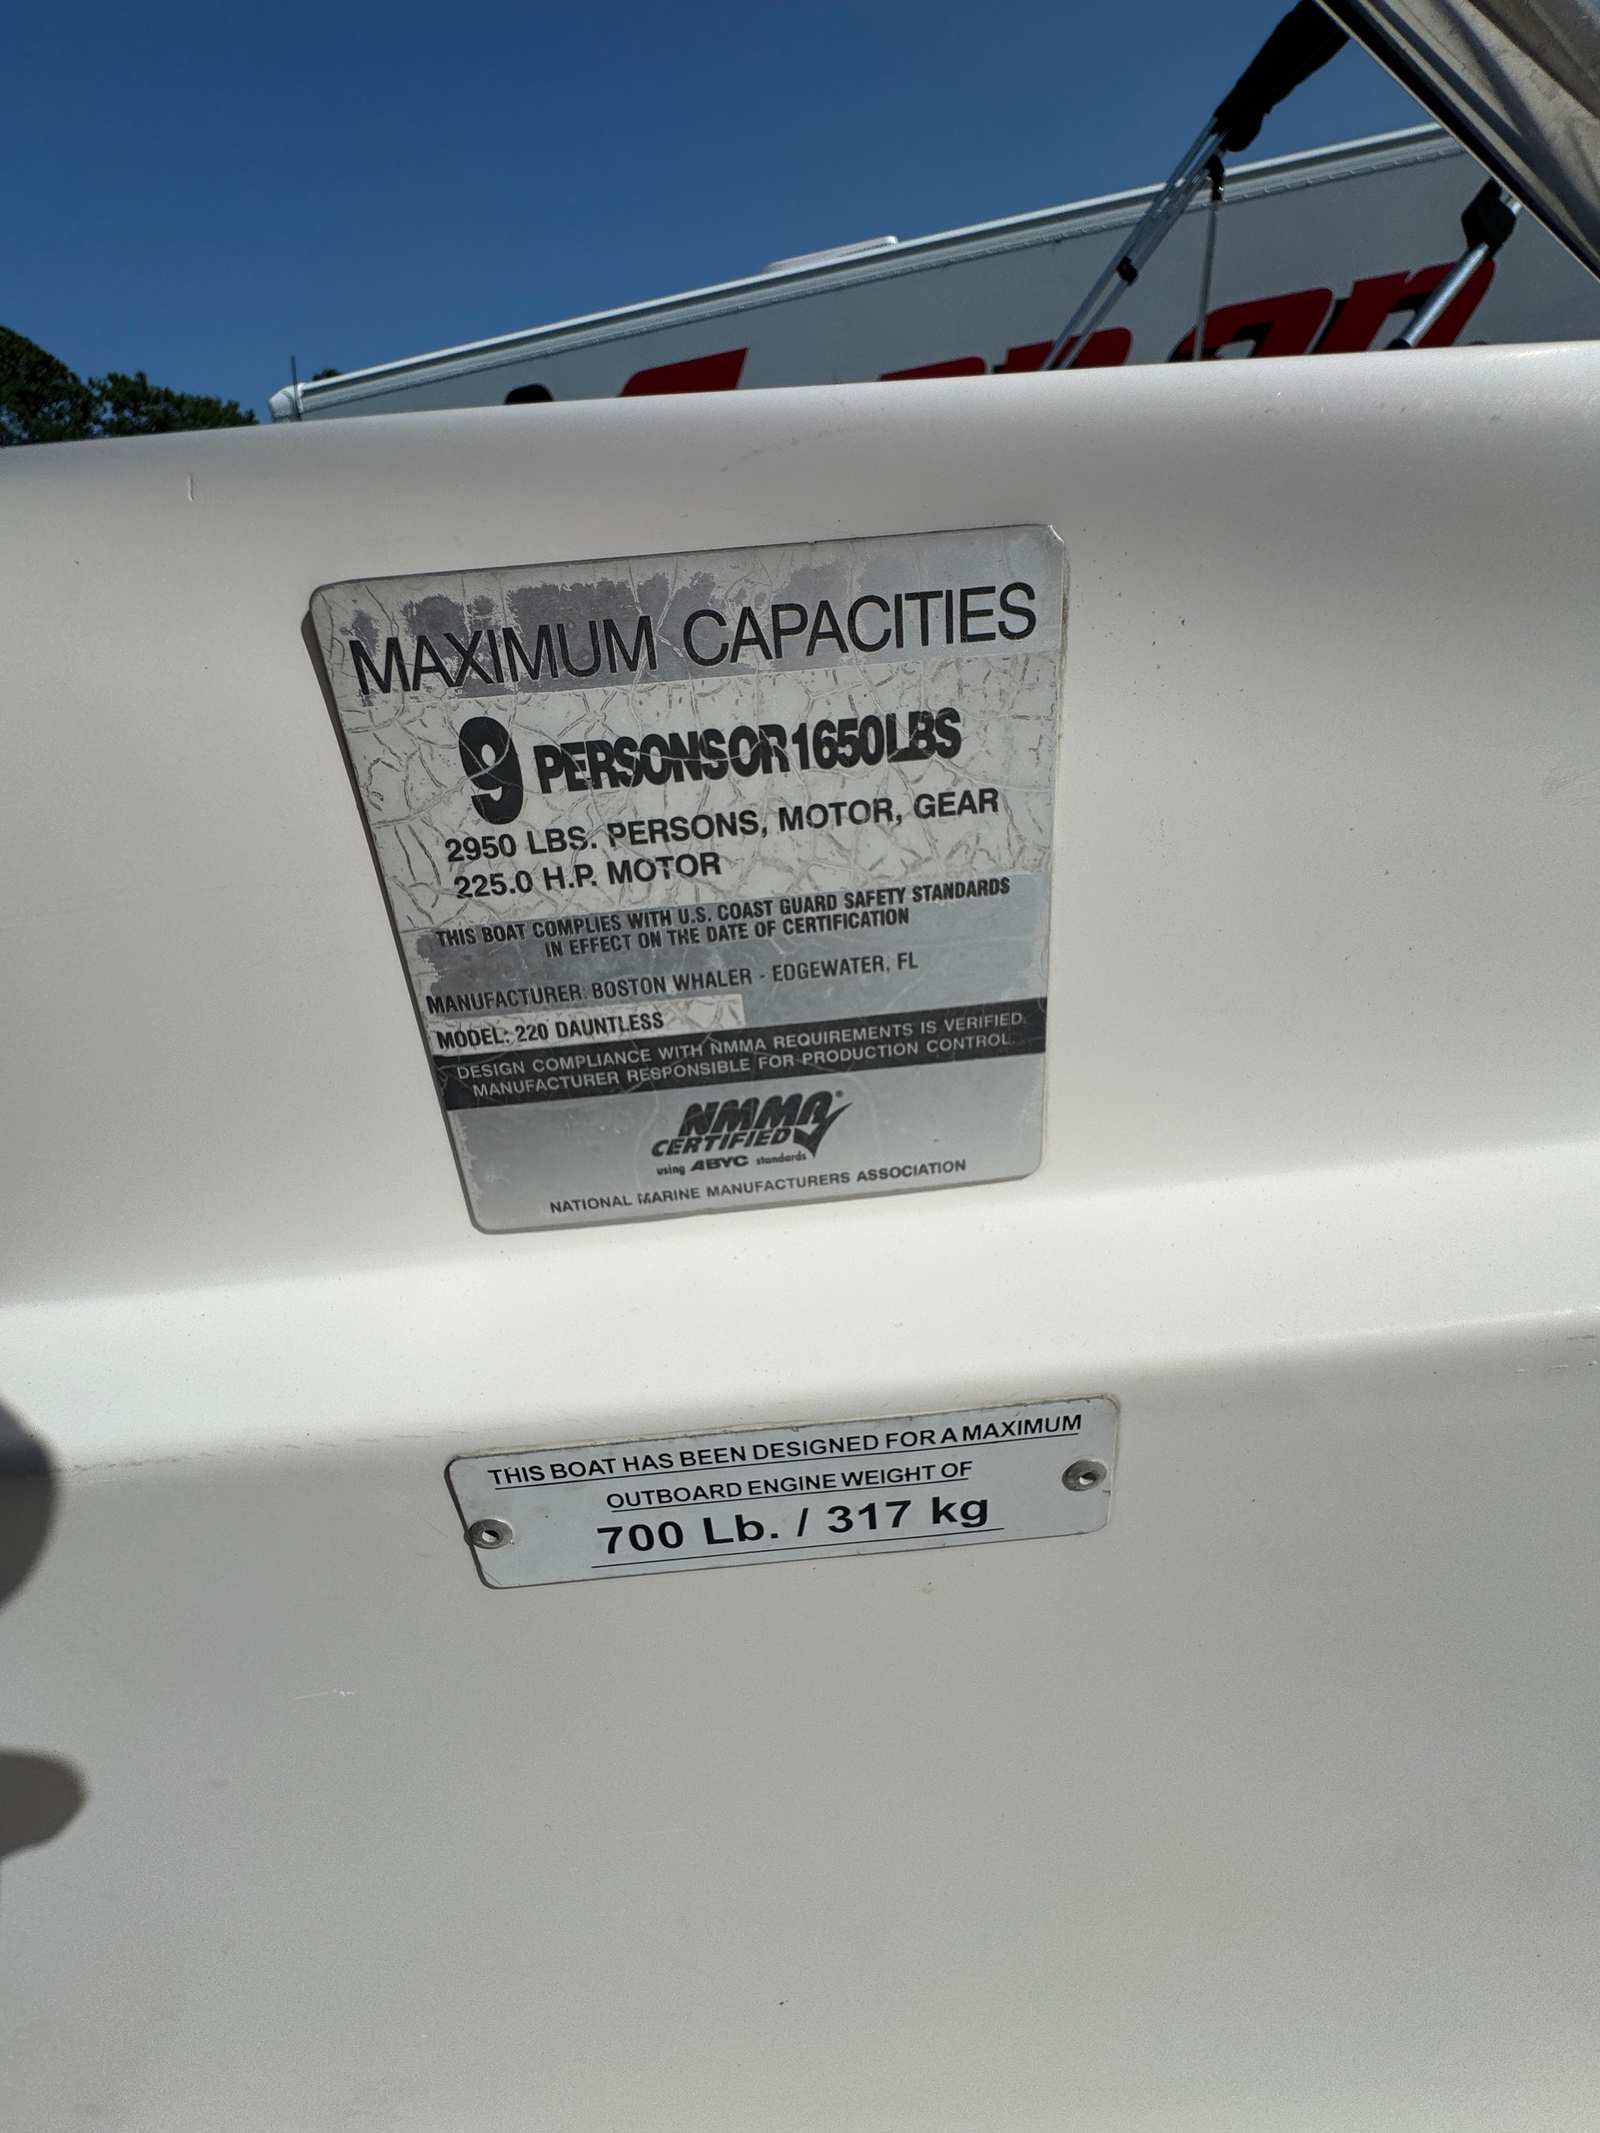 MAXIMUM CAPACITIES
9 PERSONS OR 1650 LBS
2950 LBS. PERSONS, MOTOR, GEAR
225.0 H.P. MOTOR
THIS BOAT COMPLIES WITH U.S. COAST GUARD SAFETY STANDARDS
IN EFFECT ON THE DATE OF CERTIFICATION
MANUFACTURER: BOSTON WHALER - EDGEWATER, FL
MODEL: 220 DAUNTLESS
DESIGN COMPLIANCE WITH NMMA REQUIREMENTS IS VERIFIED.
MANUFACTURER RESPONSIBLE FOR PRODUCTION CONTROL.
NMMA®
CERTIFIED
using ABYC standards
NATIONAL MARINE MANUFACTURERS ASSOCIATION
THIS BOAT HAS BEEN DESIGNED FOR A MAXIMUM
OUTBOARD ENGINE WEIGHT OF
700 Lb. / 317 kg